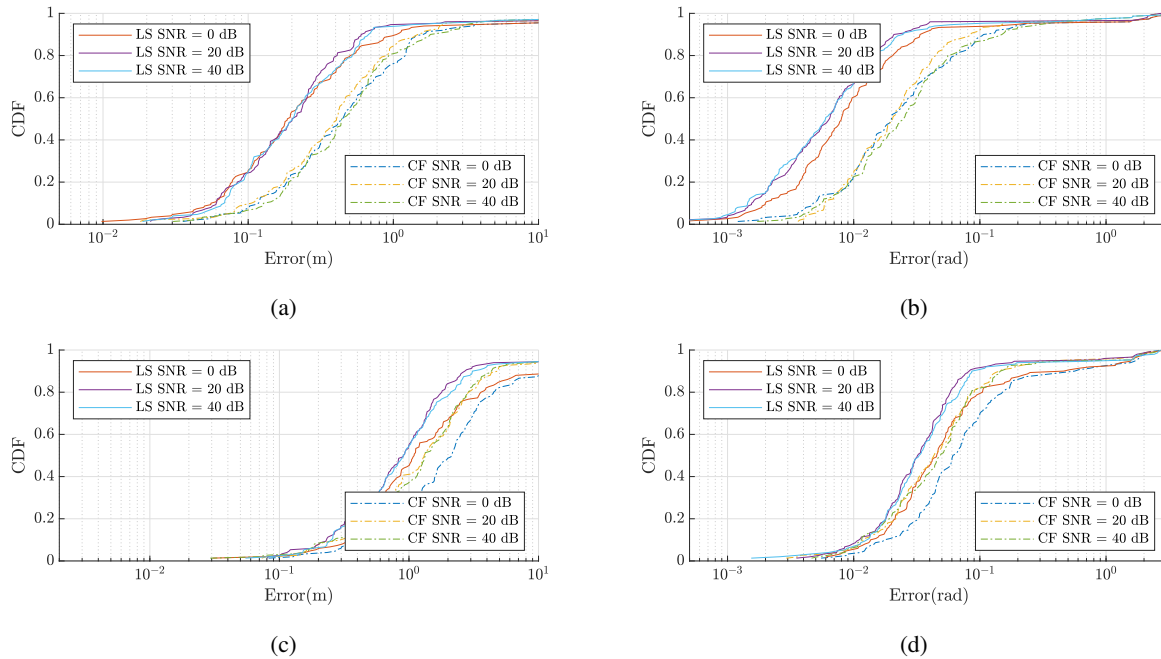 1
0.8
0.6
0.4
0.2
0
CDF
LS SNR = 0 dB
LS SNR = 20 dB
LS SNR = 40 dB
CF SNR = 0 dB
CF SNR = 20 dB
CF SNR = 40 dB
10^-2
10^-1
10^0
10^1
Error(m)
(a)
1
0.8
0.6
0.4
0.2
0
CDF
LS SNR = 0 dB
LS SNR = 20 dB
LS SNR = 40 dB
CF SNR = 0 dB
CF SNR = 20 dB
CF SNR = 40 dB
10^-3
10^-2
10^-1
10^0
Error(rad)
(b)
1
0.8
0.6
0.4
0.2
0
CDF
LS SNR = 0 dB
LS SNR = 20 dB
LS SNR = 40 dB
CF SNR = 0 dB
CF SNR = 20 dB
CF SNR = 40 dB
10^-2
10^-1
10^0
10^1
Error(m)
(c)
1
0.8
0.6
0.4
0.2
0
CDF
LS SNR = 0 dB
LS SNR = 20 dB
LS SNR = 40 dB
CF SNR = 0 dB
CF SNR = 20 dB
CF SNR = 40 dB
10^-3
10^-2
10^-1
10^0
Error(rad)
(d)